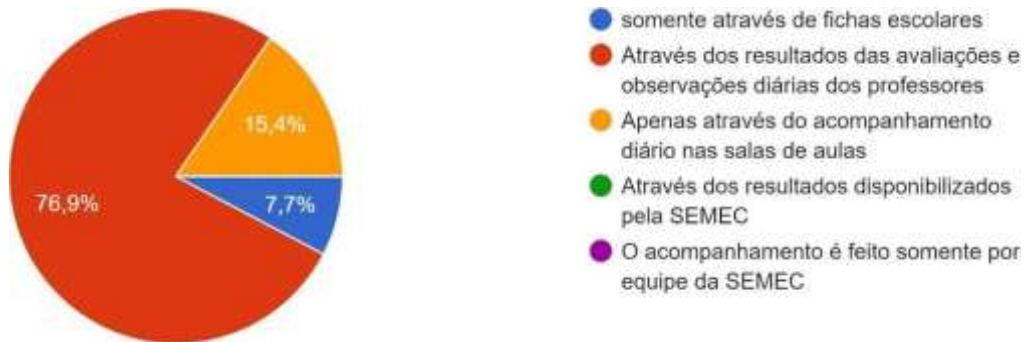 somente através de fichas escolares
Através dos resultados das avaliações e
observações diárias dos professores
Apenas através do acompanhamento
diário nas salas de aulas
Através dos resultados disponibilizados
pela SEMEC
O acompanhamento é feito somente por
equipe da SEMEC
15,4%
76,9%
7,7%